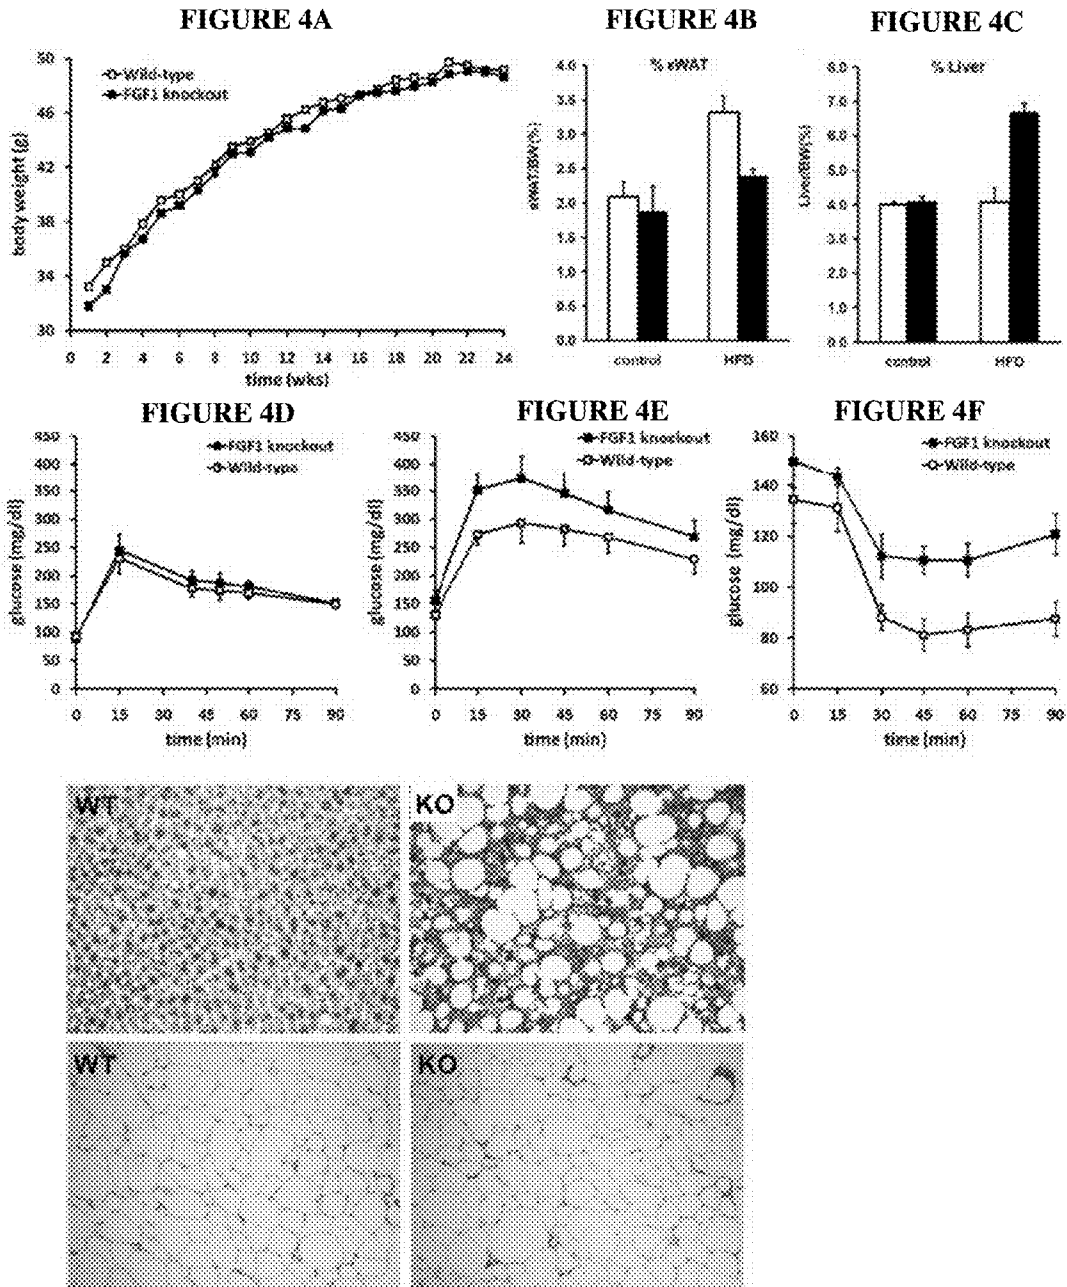 FIGURE 4A
FIGURE 4B
FIGURE 4C
Wild-type
FGF1 knockout
50
46
42
38
34
30
body weight (g)
0 2 4 6 8 10 12 14 16 18 20 22 24
time (wks)
% eWAT
4.0
3.5
3.0
2.5
2.0
1.5
1.0
0.5
0.0
eWAT/BW(%)
control HFD
% Liver
8.0
7.0
6.0
5.0
4.0
3.0
2.0
1.0
0.0
Liver/BW(%)
control HFD
FIGURE 4D
FIGURE 4E
FIGURE 4F
FGF1 knockout
Wild-type
450
400
350
300
250
200
150
100
50
0
glucose (mg/dl)
0 15 30 45 60 75 90
time (min)
FGF1 knockout
Wild-type
450
400
350
300
250
200
150
100
50
0
glucose (mg/dl)
0 15 30 45 60 75 90
time (min)
FGF1 knockout
Wild-type
160
140
120
100
80
60
glucose (mg/dl)
0 15 30 45 60 75 90
time (min)
WT
KO
WT
KO